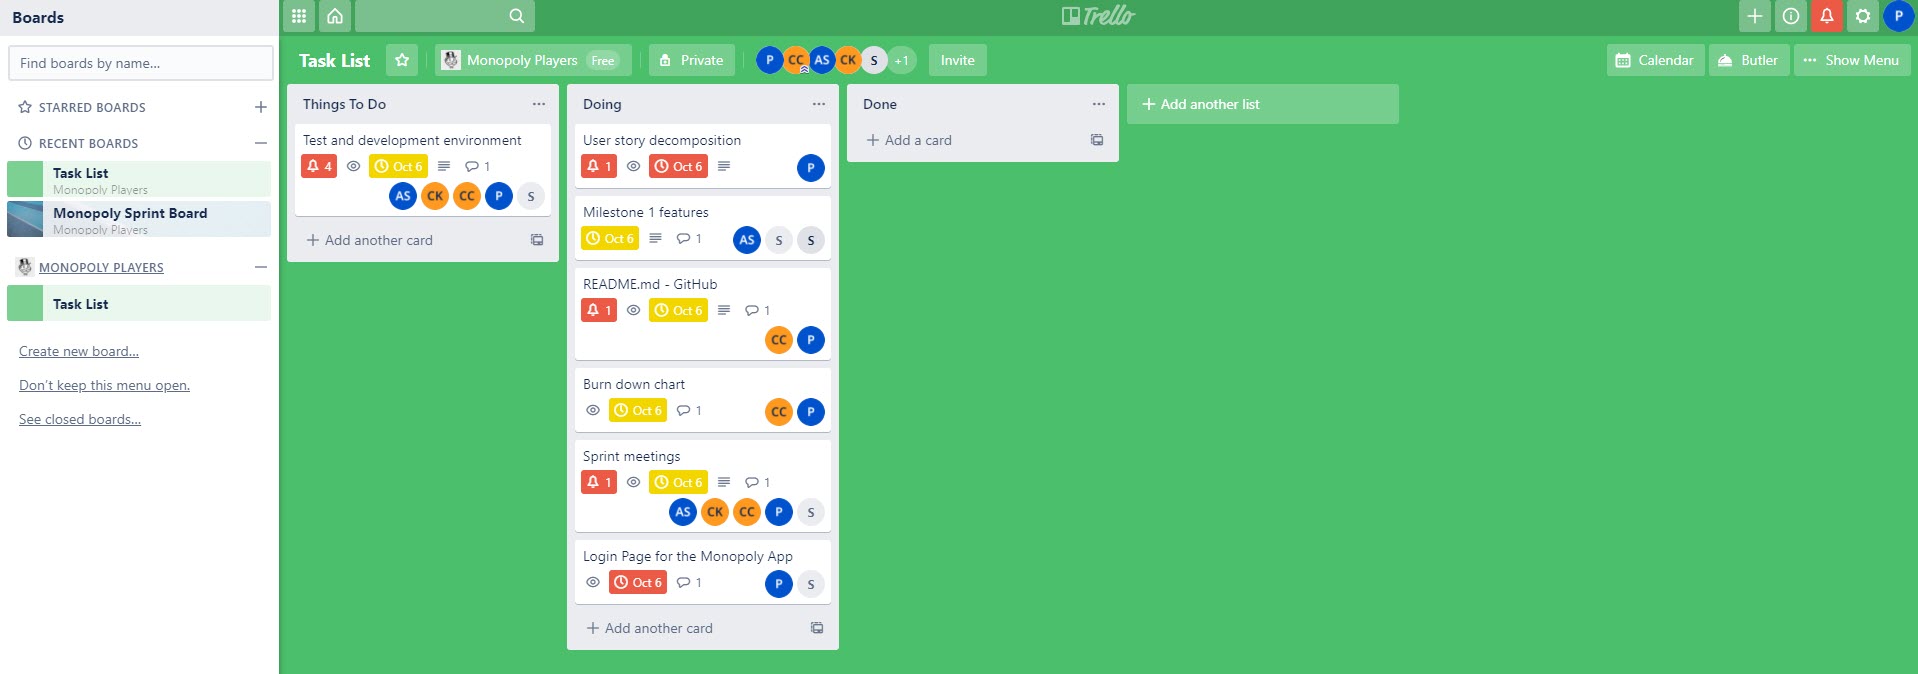 Boards
Trello
P
Find boards by name...
Task List
Monopoly Players Free
Private
P CC AS CK S +1
Invite
Calendar
Butler
Show Menu
STARRED BOARDS
RECENT BOARDS
Task List
Monopoly Players
Monopoly Sprint Board
Monopoly Players
MONOPOLY PLAYERS
Task List
Create new board...
Don't keep this menu open.
See closed boards...
Things To Do
Test and development environment
4 Oct 6 1
AS CK CC P S
Add another card
Doing
User story decomposition
1 Oct 6
P
Milestone 1 features
Oct 6 1
AS S S
README.md - GitHub
1 Oct 6 1
CC P
Burn down chart
Oct 6 1
CC P
Sprint meetings
1 Oct 6 1
AS CK CC P S
Login Page for the Monopoly App
Oct 6 1
P S
Add another card
Done
Add a card
Add another list